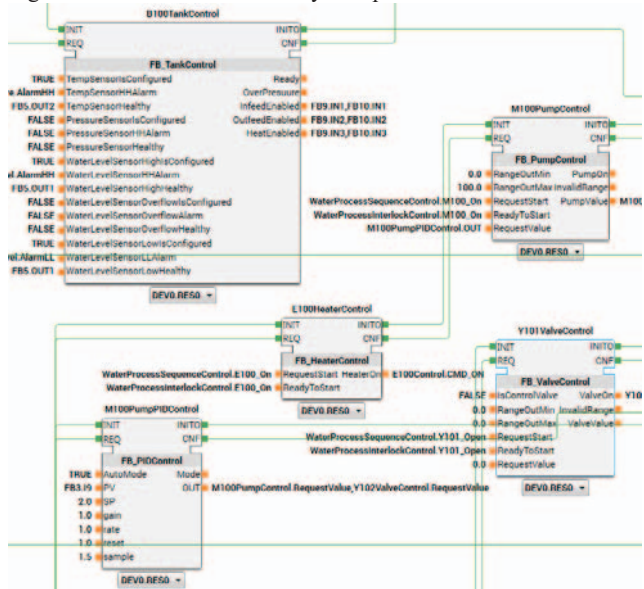 B100TankControl
INIT INITO
REQ CNF
FB_TankControl
TRUE TempSensorIsConfigured Ready
AlarmHH TempSensorHHAlarm OverPressure
FB5.OUT2 TempSensorHealthy InfeedEnabled FB9.IN1,FB10.IN1
FALSE PressureSensorIsConfigured OutfeedEnabled FB9.IN2,FB10.IN2
FALSE PressureSensorHHAlarm HeatEnabled FB9.IN3,FB10.IN3
FALSE PressureSensorHealthy
TRUE WaterLevelSensorHighIsConfigured
AlarmHH WaterLevelSensorHHAlarm
FB5.OUT1 WaterLevelSensorHighHealthy
FALSE WaterLevelSensorOverflowIsConfigured
FALSE WaterLevelSensorOverflowAlarm
FALSE WaterLevelSensorOverflowHealthy
TRUE WaterLevelSensorLowIsConfigured
AlarmLL WaterLevelSensorLLAlarm
FB5.OUT1 WaterLevelSensorLowHealthy
DEV0.RES0
M100PumpControl
INIT INITO
REQ CNF
FB_PumpControl
0.0 RangeOutMin PumpOn
100.0 RangeOutMax InvalidRange
WaterProcessSequenceControl.M100_On RequestStart PumpValue M100
WaterProcessInterlockControl.M100_On ReadyToStart
M100PumpPIDControl.OUT RequestValue
DEV0.RES0
E100HeaterControl
INIT INITO
REQ CNF
FB_HeaterControl
WaterProcessSequenceControl.E100_On RequestStart HeaterOn E100Control.CMD_ON
WaterProcessInterlockControl.E100_On ReadyToStart
DEV0.RES0
Y101ValveControl
INIT INITO
REQ CNF
FB_ValveControl
FALSE IsControlValve ValveOn Y10
0.0 RangeOutMin InvalidRange
0.0 RangeOutMax ValveValue
WaterProcessSequenceControl.Y101_Open RequestStart
WaterProcessInterlockControl.Y101_Open ReadyToStart
0.0 RequestValue
DEV0.RES0
M100PumpPIDControl
INIT INITO
REQ CNF
FB_PIDControl
TRUE AutoMode Mode
FB3.I9 PV OUT M100PumpControl.RequestValue,Y102ValveControl.RequestValue
2.0 SP
1.0 gain
1.0 rate
1.0 reset
1.5 sample
DEV0.RES0